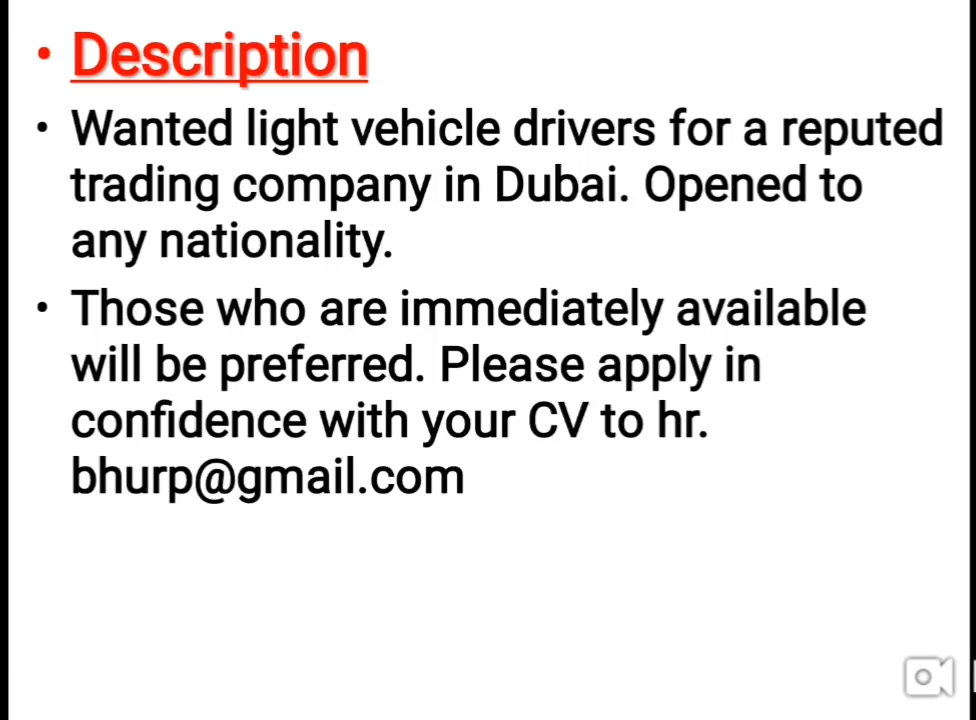 • Description
• Wanted light vehicle drivers for a reputed
trading company in Dubai. Opened to
any nationality.
• Those who are immediately available
will be preferred. Please apply in
confidence with your CV to hr.
bhurp@gmail.com